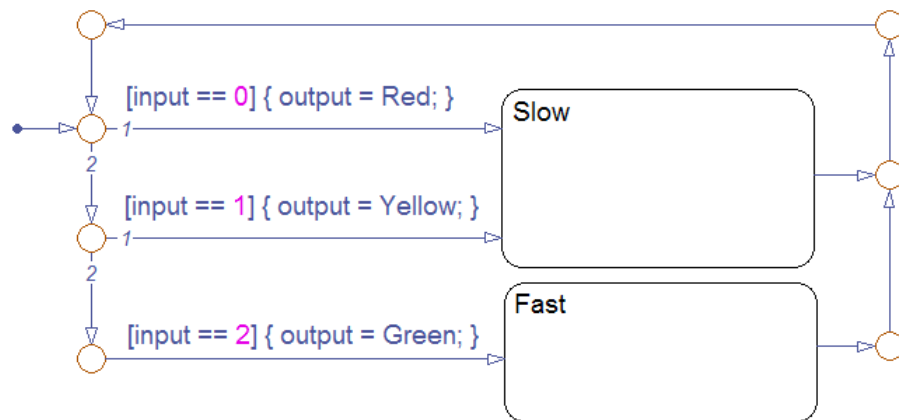 [input == 0] { output = Red; }
Slow
1
2
[input == 1] { output = Yellow; }
1
2
Fast
[input == 2] { output = Green; }